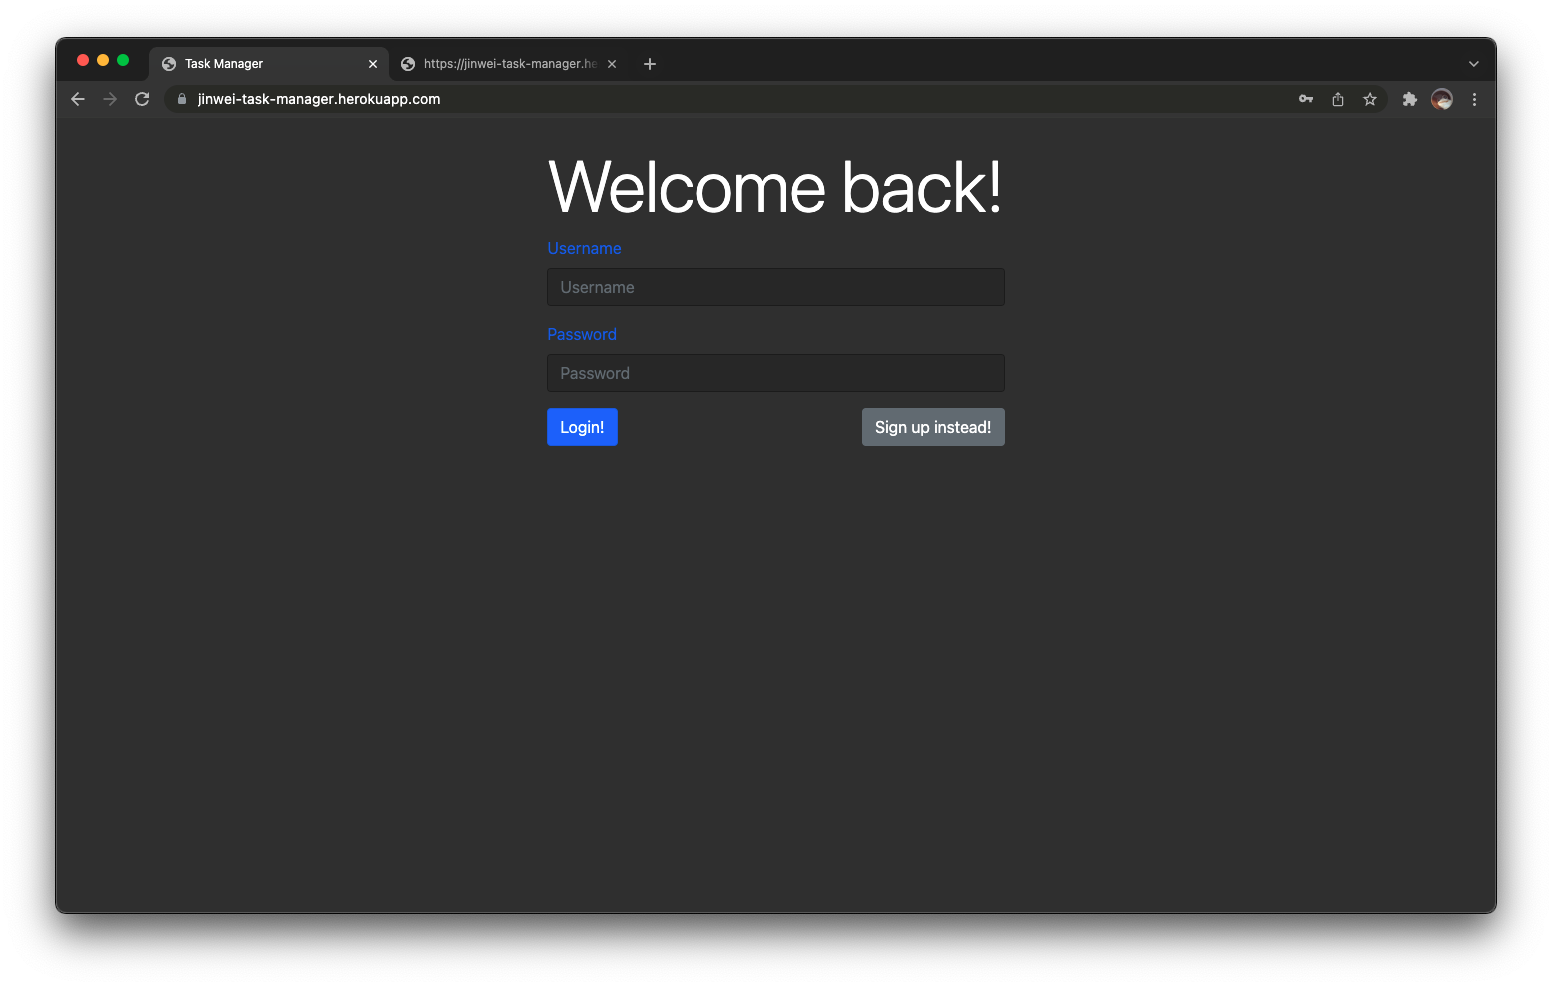 Task Manager
https://jinwei-task-manager.he
jinwei-task-manager.herokuapp.com
Welcome back!
Username
Username
Password
Password
Login!
Sign up instead!